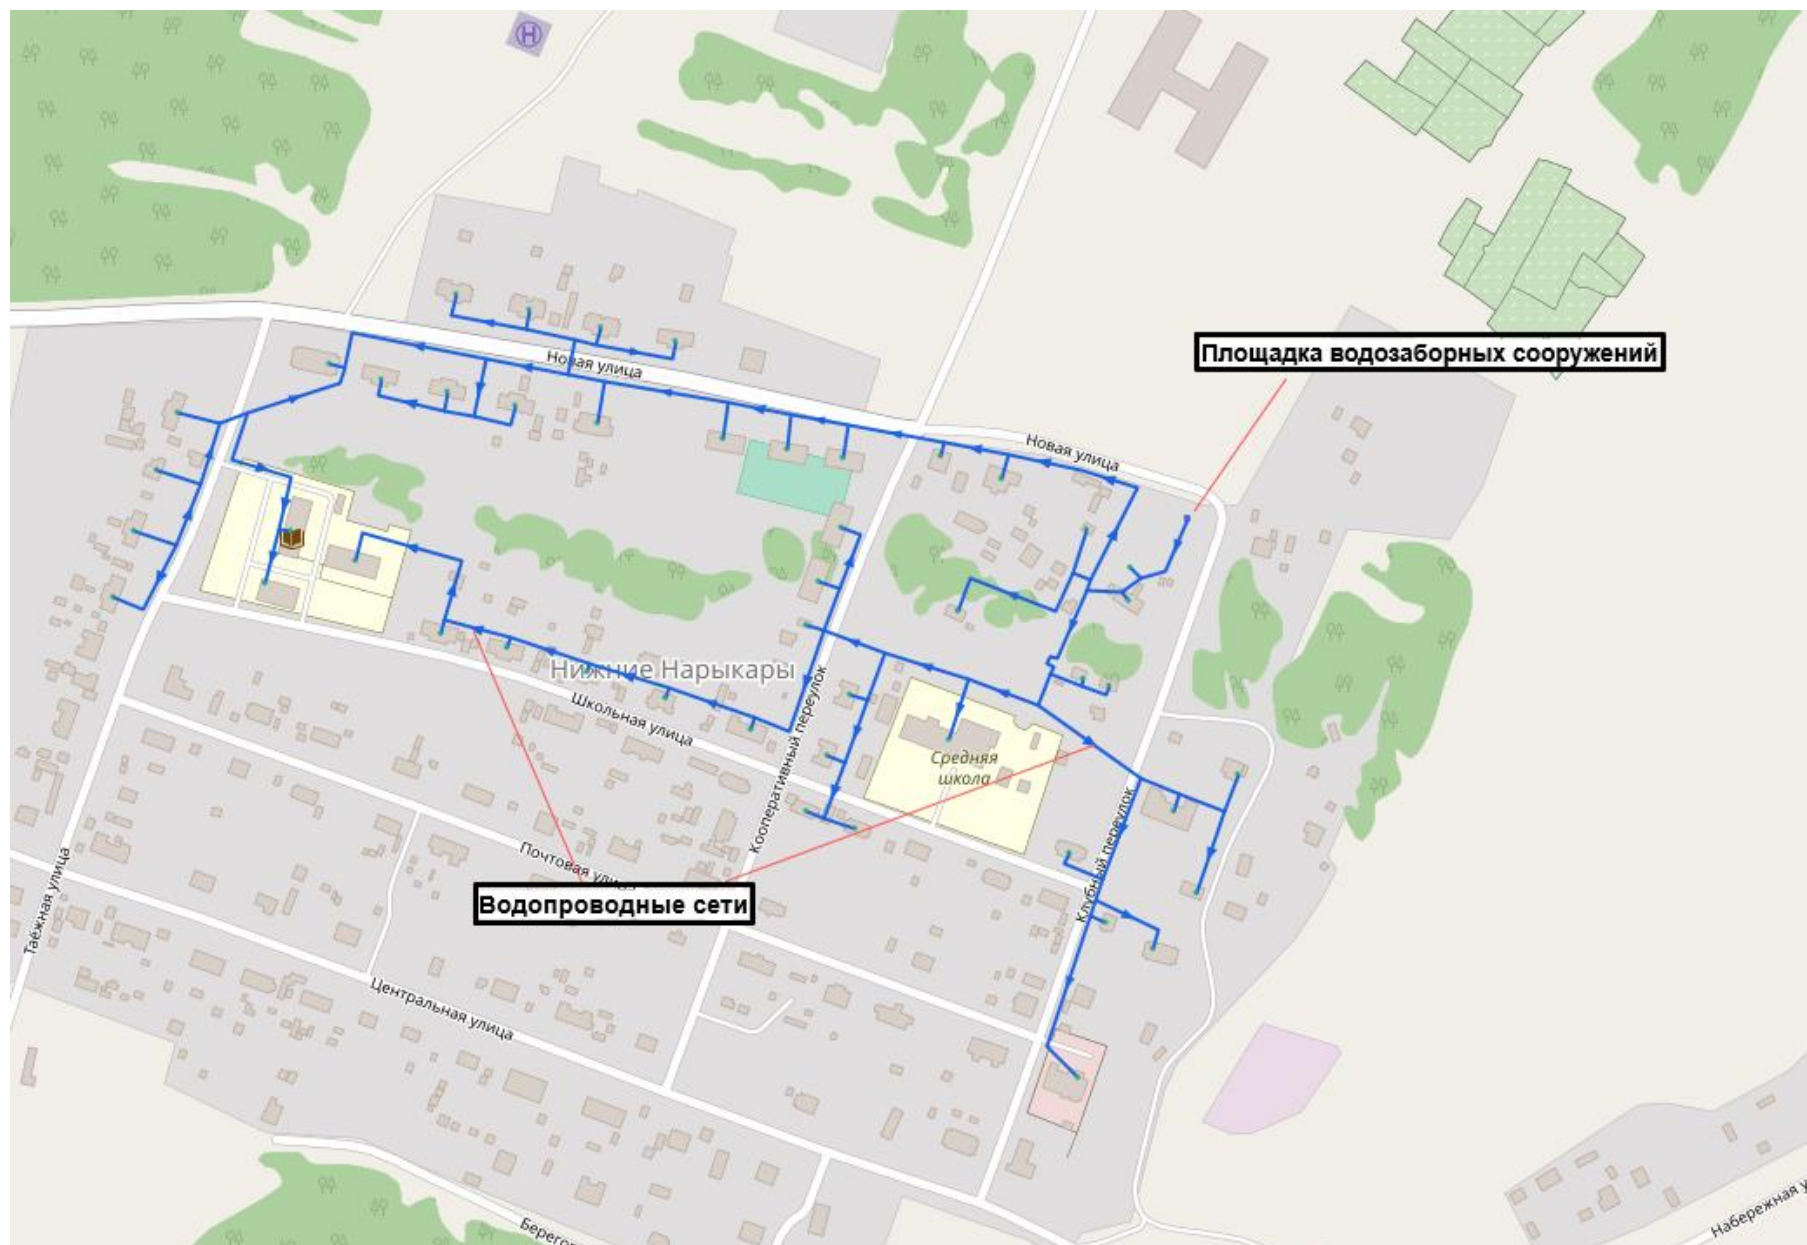 H
Площадка водозаборных сооружений
Новая улица
Новая улица
Нижние Нарыкары
Школьная улица
Средняя
школа
Кооперативный переулок
Клубный переулок
Почтовая улица
Водопроводные сети
Таёжная улица
Центральная улица
Набережная у
Берегов